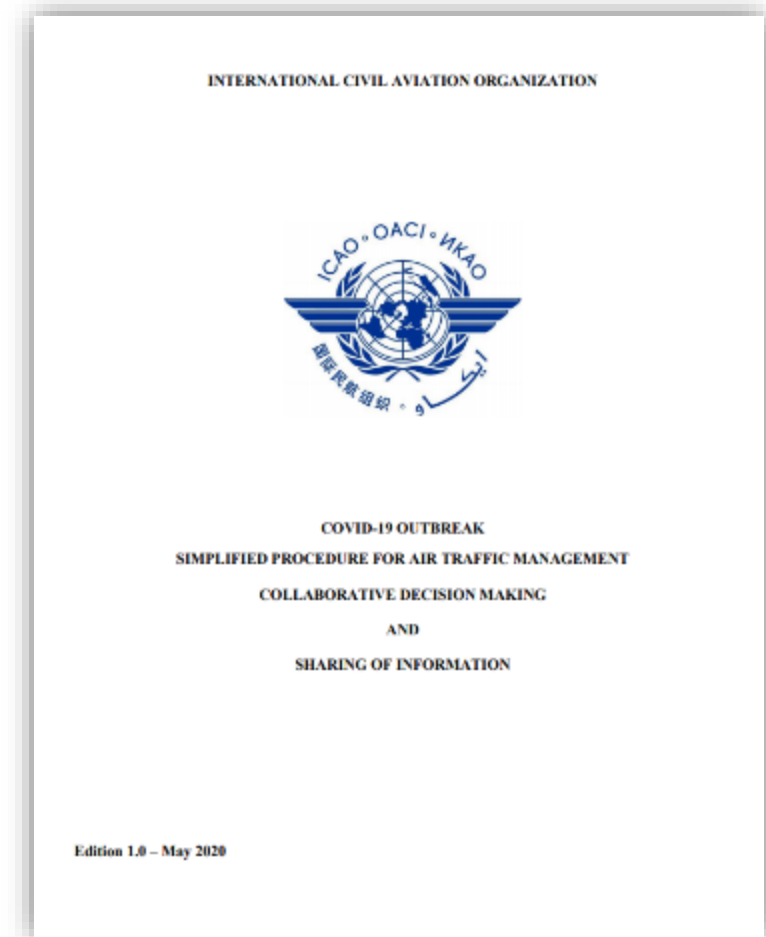 INTERNATIONAL CIVIL AVIATION ORGANIZATION
ICAO ° OACI ° ИКАО
国际民航组织 ° ايكاو
COVID-19 OUTBREAK
SIMPLIFIED PROCEDURE FOR AIR TRAFFIC MANAGEMENT
COLLABORATIVE DECISION MAKING
AND
SHARING OF INFORMATION
Edition 1.0 – May 2020